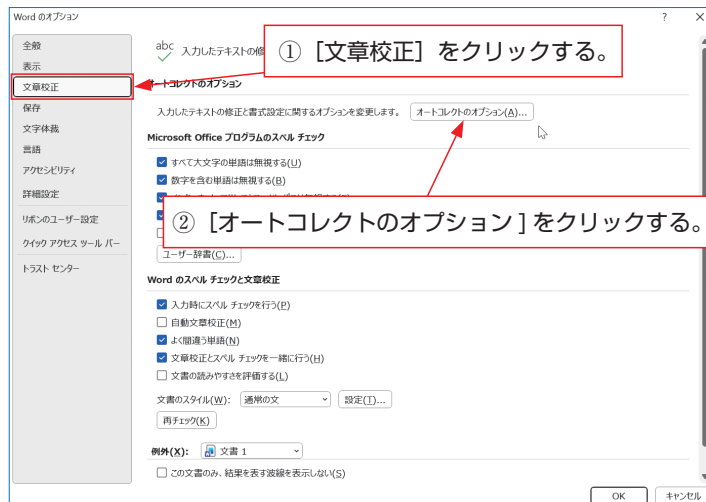 Word のオプション
?
×
全般
表示
文章校正
保存
文字体裁
言語
アクセシビリティ
詳細設定
リボンのユーザー設定
クイック アクセス ツール バー
トラスト センター
abc 入力したテキストの修
① [文章校正] をクリックする。
オートコレクトのオプション
入力したテキストの修正と書式設定に関するオプションを変更します。 オートコレクトのオプション(A)...
Microsoft Office プログラムのスペル チェック
すべて大文字の単語は無視する(U)
数字を含む単語は無視する(B)
② [オートコレクトのオプション] をクリックする。
ユーザー辞書(C)...
Word のスペル チェックと文章校正
入力時にスペル チェックを行う(P)
自動文章校正(M)
よく間違う単語(N)
文章校正とスペル チェックを一緒に行う(H)
文書の読みやすさを評価する(L)
文書のスタイル(W): 通常の文 設定(T)...
再チェック(K)
例外(X): 文書 1
この文書のみ、結果を表す波線を表示しない(S)
OK キャンセル